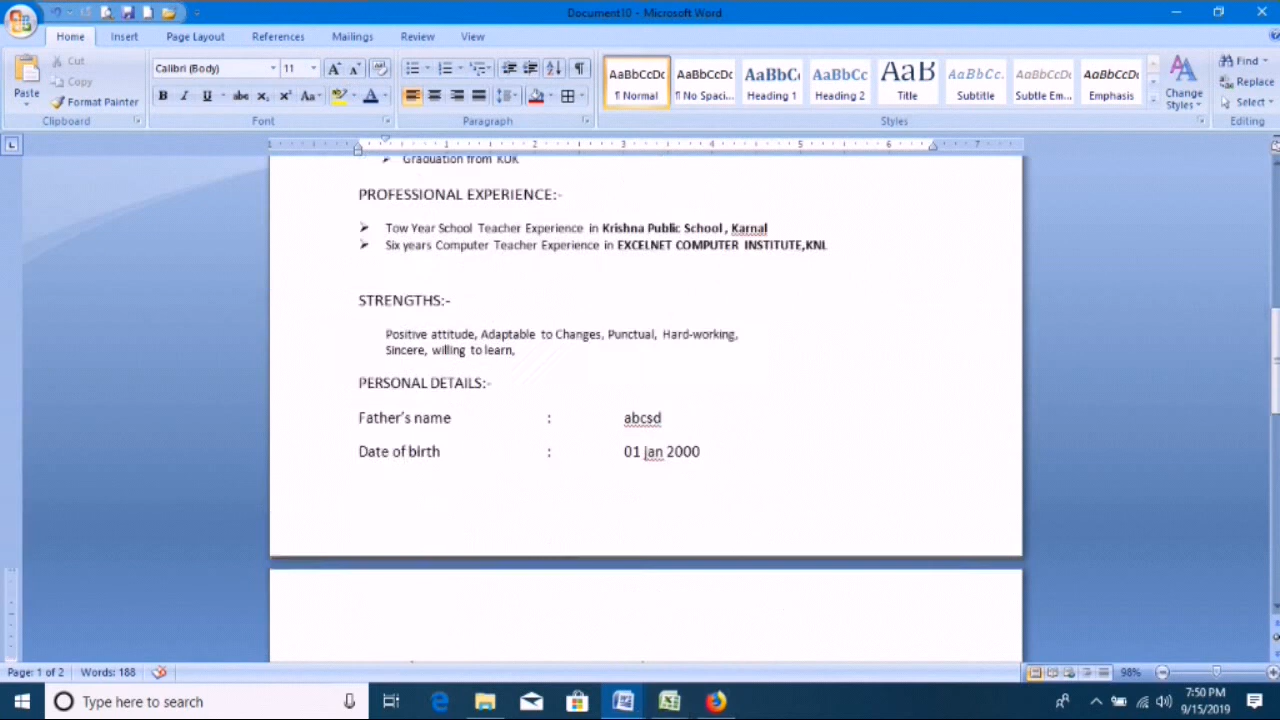 Document10 - Microsoft Word
Home Insert Page Layout References Mailings Review View
Paste
Cut
Copy
Format Painter
Clipboard
Calibri (Body) 11
Font
Paragraph
AaBbCcDc AaBbCcDc AaBbC AaBbCc AaB AaBbCc. AaBbCcDc AaBbCcDc
¶ Normal ¶ No Spaci... Heading 1 Heading 2 Title Subtitle Subtle Em... Emphasis
Change Styles
Styles
Find
Replace
Select
Editing
Graduation from KUK
PROFESSIONAL EXPERIENCE:-
Tow Year School Teacher Experience in Krishna Public School , Karnal
Six years Computer Teacher Experience in EXCELNET COMPUTER INSTITUTE,KNL
STRENGTHS:-
Positive attitude, Adaptable to Changes, Punctual, Hard-working,
Sincere, willing to learn,
PERSONAL DETAILS:-
Father's name : abcsd
Date of birth : 01 jan 2000
Page: 1 of 2 Words: 188 98%
Type here to search
7:50 PM
9/15/2019